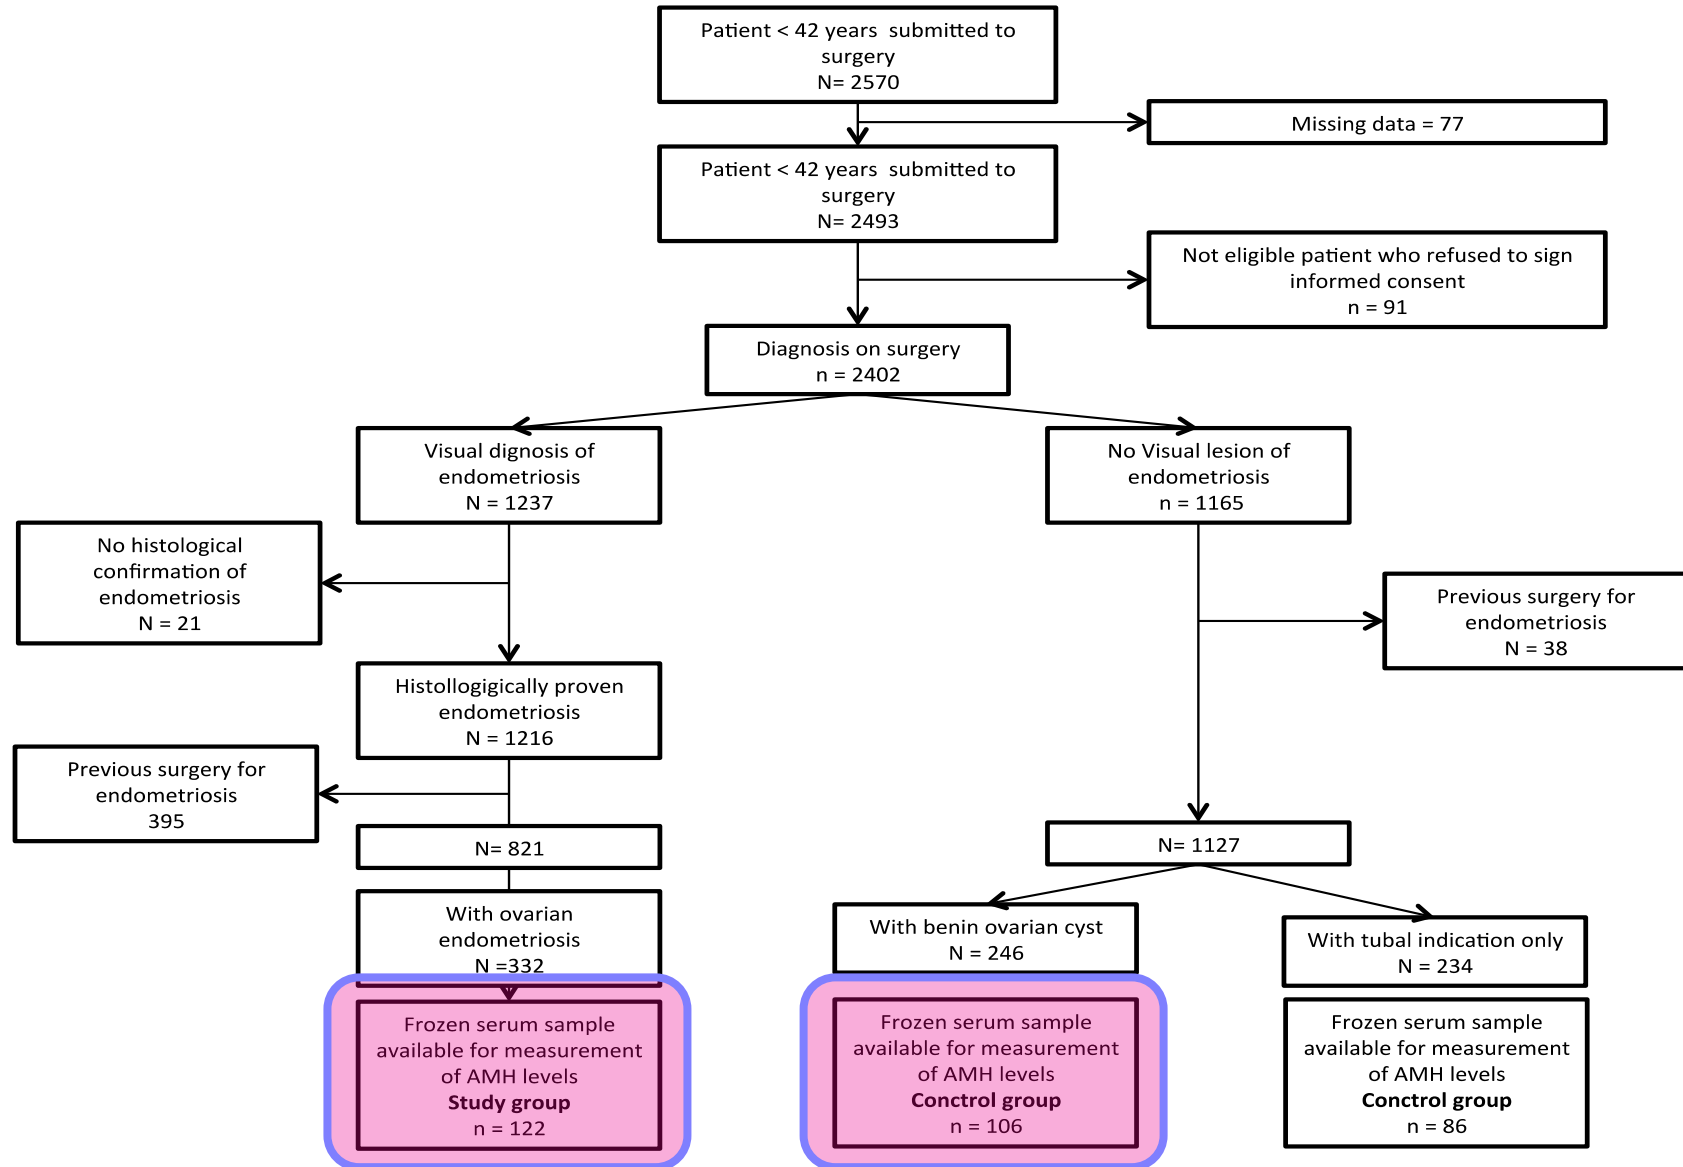 Patient < 42 years submitted to
surgery
N= 2570
Missing data = 77
Patient < 42 years submitted to
surgery
N= 2493
Not eligible patient who refused to sign
informed consent
n = 91
Diagnosis on surgery
n = 2402
Visual dignosis of
endometriosis
N = 1237
No Visual lesion of
endometriosis
n = 1165
No histological
confirmation of
endometriosis
N = 21
Previous surgery for
endometriosis
N = 38
Histollogigically proven
endometriosis
N = 1216
Previous surgery for
endometriosis
395
N= 821
N= 1127
With ovarian
endometriosis
N =332
With benin ovarian cyst
N = 246
With tubal indication only
N = 234
Frozen serum sample
available for measurement
of AMH levels
Study group
n = 122
Frozen serum sample
available for measurement
of AMH levels
Conctrol group
n = 106
Frozen serum sample
available for measurement
of AMH levels
Conctrol group
n = 86